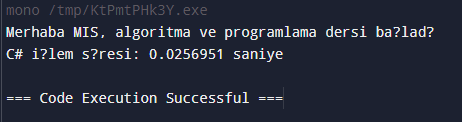 mono /tmp/KtPmtPHk3Y.exe
Merhaba MIS, algoritma ve programlama dersi ba?lad?
C# i?lem s?resi: 0.0256951 saniye
=== Code Execution Successful ===